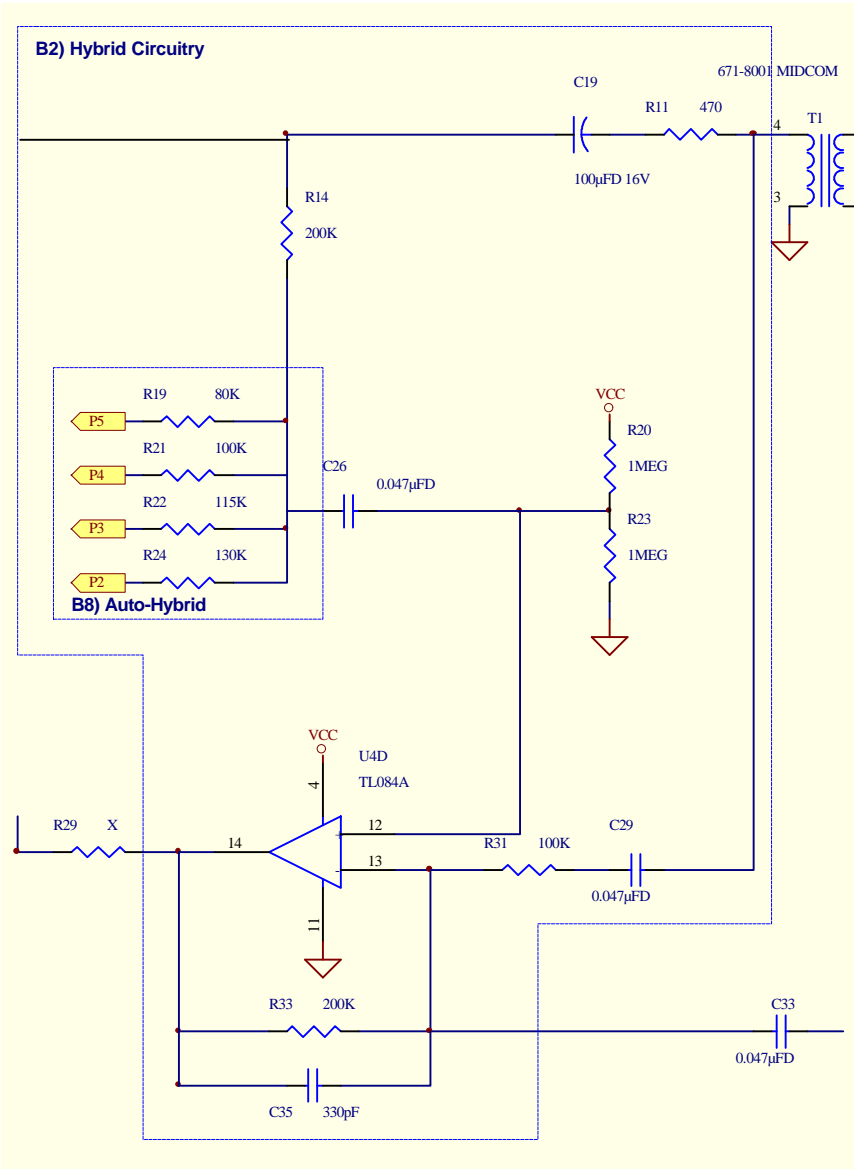 B2) Hybrid Circuitry
671-8001 MIDCOM
C19
R11 470
T1
4
100µFD 16V
3
R14
200K
R19 80K
P5
VCC
R20
R21 100K
C26
1MEG
P4
0.047µFD
R22 115K
R23
P3
R24 130K
1MEG
P2
B8) Auto-Hybrid
VCC
U4D
TL084A
4
R29 X
12
+
C29
14
R31 100K
13
-
0.047µFD
11
R33 200K
C33
0.047µFD
C35 330pF